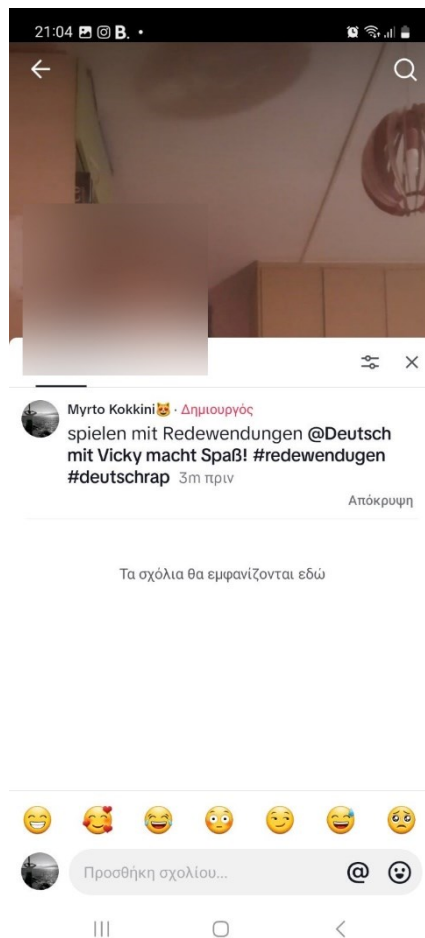 21:04 B.
Myrto Kokkini😻 · Δημιουργός
spielen mit Redewendungen @Deutsch
mit Vicky macht Spaß! #redewendugen
#deutschrap 3m πριν
Απόκρυψη
Τα σχόλια θα εμφανίζονται εδώ
Προσθήκη σχολίου... @